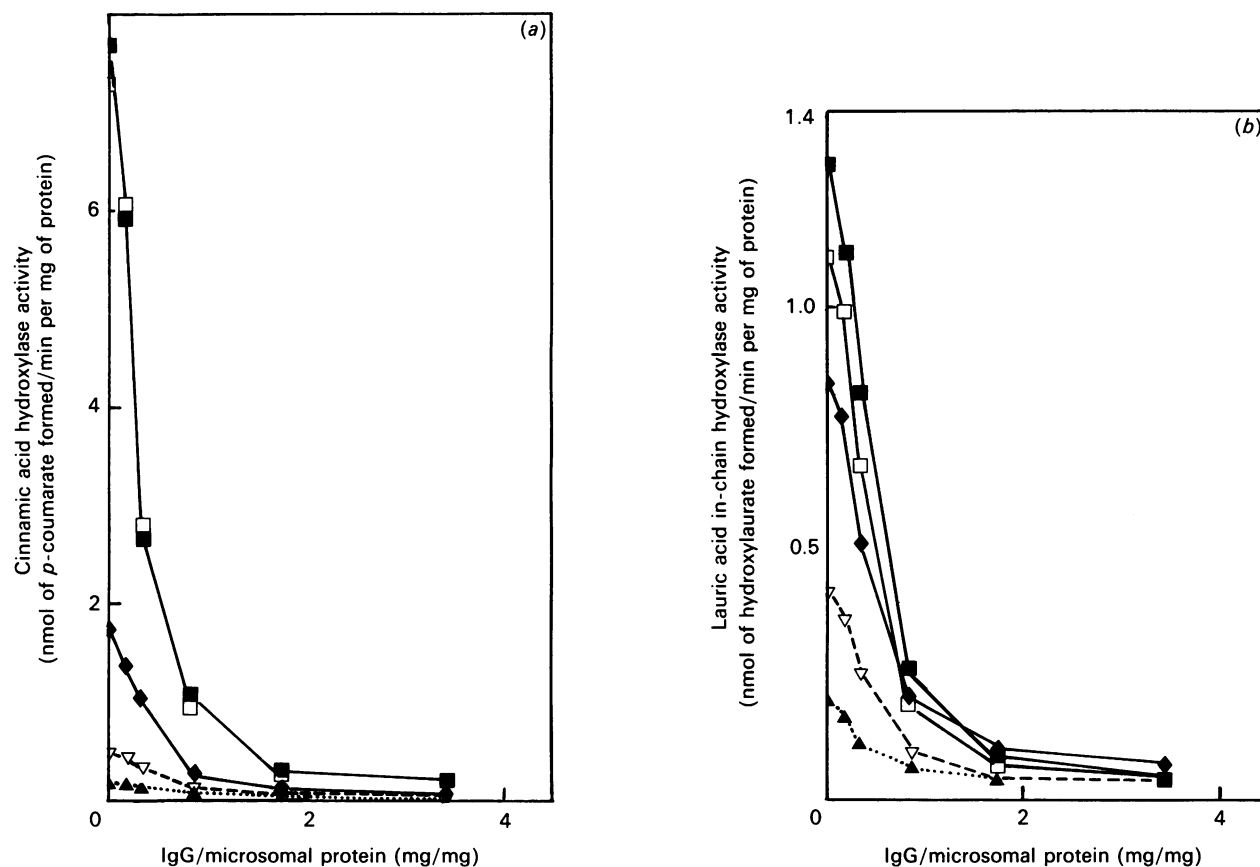 (a)
Cinnamic acid hydroxylase activity
(nmol of p-coumarate formed/min per mg of protein)
6
4
2
0
2
4
IgG/microsomal protein (mg/mg)
(b)
Lauric acid in-chain hydroxylase activity
(nmol of hydroxylaurate formed/min per mg of protein)
1.4
1.0
0.5
0
0
2
4
IgG/microsomal protein (mg/mg)